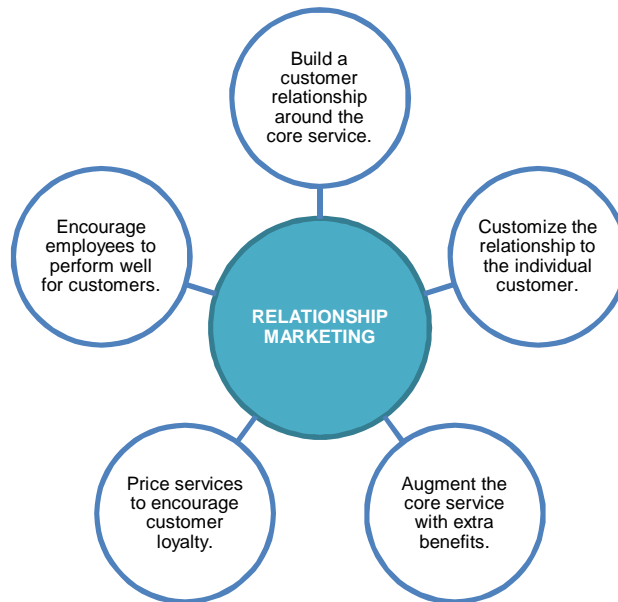 Build a
customer
relationship
around the
core service.
Customize the
relationship to
the individual
customer.
Augment the
core service
with extra
benefits.
Price services
to encourage
customer
loyalty.
Encourage
employees to
perform well
for customers.
RELATIONSHIP
MARKETING